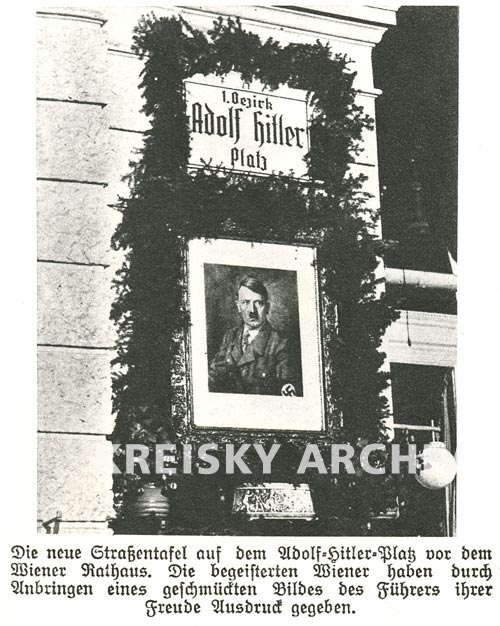 1. Bezirk
Adolf Hitler
Platz
KREISKY ARCHI
Die neue Straßentafel auf dem Adolf-Hitler-Platz vor dem
Wiener Rathaus. Die begeisterten Wiener haben durch
Anbringen eines geschmückten Bildes des Führers ihrer
Freude Ausdruck gegeben.